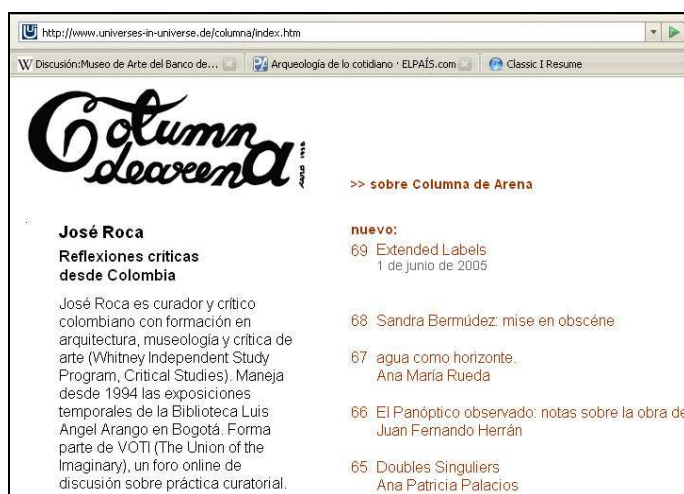 http://www.universes-in-universe.de/columna/index.htm
Discusión:Museo de Arte del Banco de...
Arqueología de lo cotidiano · ELPAÍS.com
Classic I Resume
Columna
dearena
>> sobre Columna de Arena
José Roca
Reflexiones críticas
desde Colombia
José Roca es curador y crítico
colombiano con formación en
arquitectura, museología y crítica de
arte (Whitney Independent Study
Program, Critical Studies). Maneja
desde 1994 las exposiciones
temporales de la Biblioteca Luis
Angel Arango en Bogotá. Forma
parte de VOTI (The Union of the
Imaginary), un foro online de
discusión sobre práctica curatorial.
nuevo:
69 Extended Labels
1 de junio de 2005
68 Sandra Bermúdez: mise en obscéne
67 agua como horizonte.
Ana María Rueda
66 El Panóptico observado: notas sobre la obra de
Juan Fernando Herrán
65 Doubles Singuliers
Ana Patricia Palacios